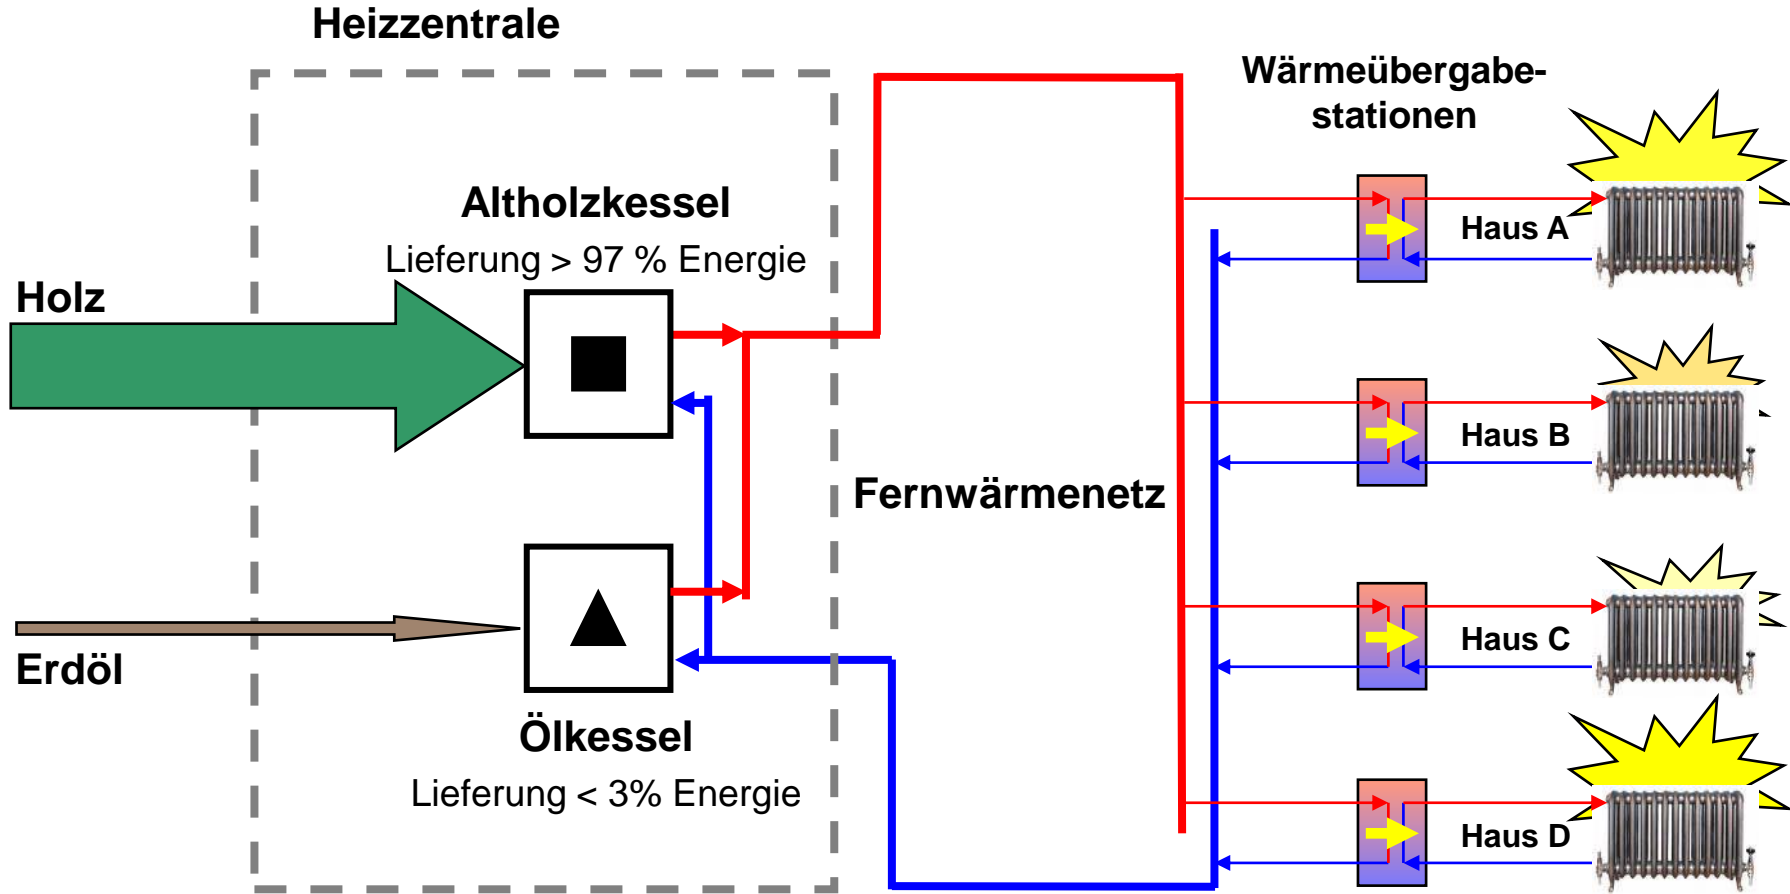 Heizzentrale
Wärmeübergabe-
stationen
Altholzkessel
Lieferung > 97 % Energie
Haus A
Holz
Haus B
Fernwärmenetz
Haus C
Erdöl
Ölkessel
Lieferung < 3% Energie
Haus D